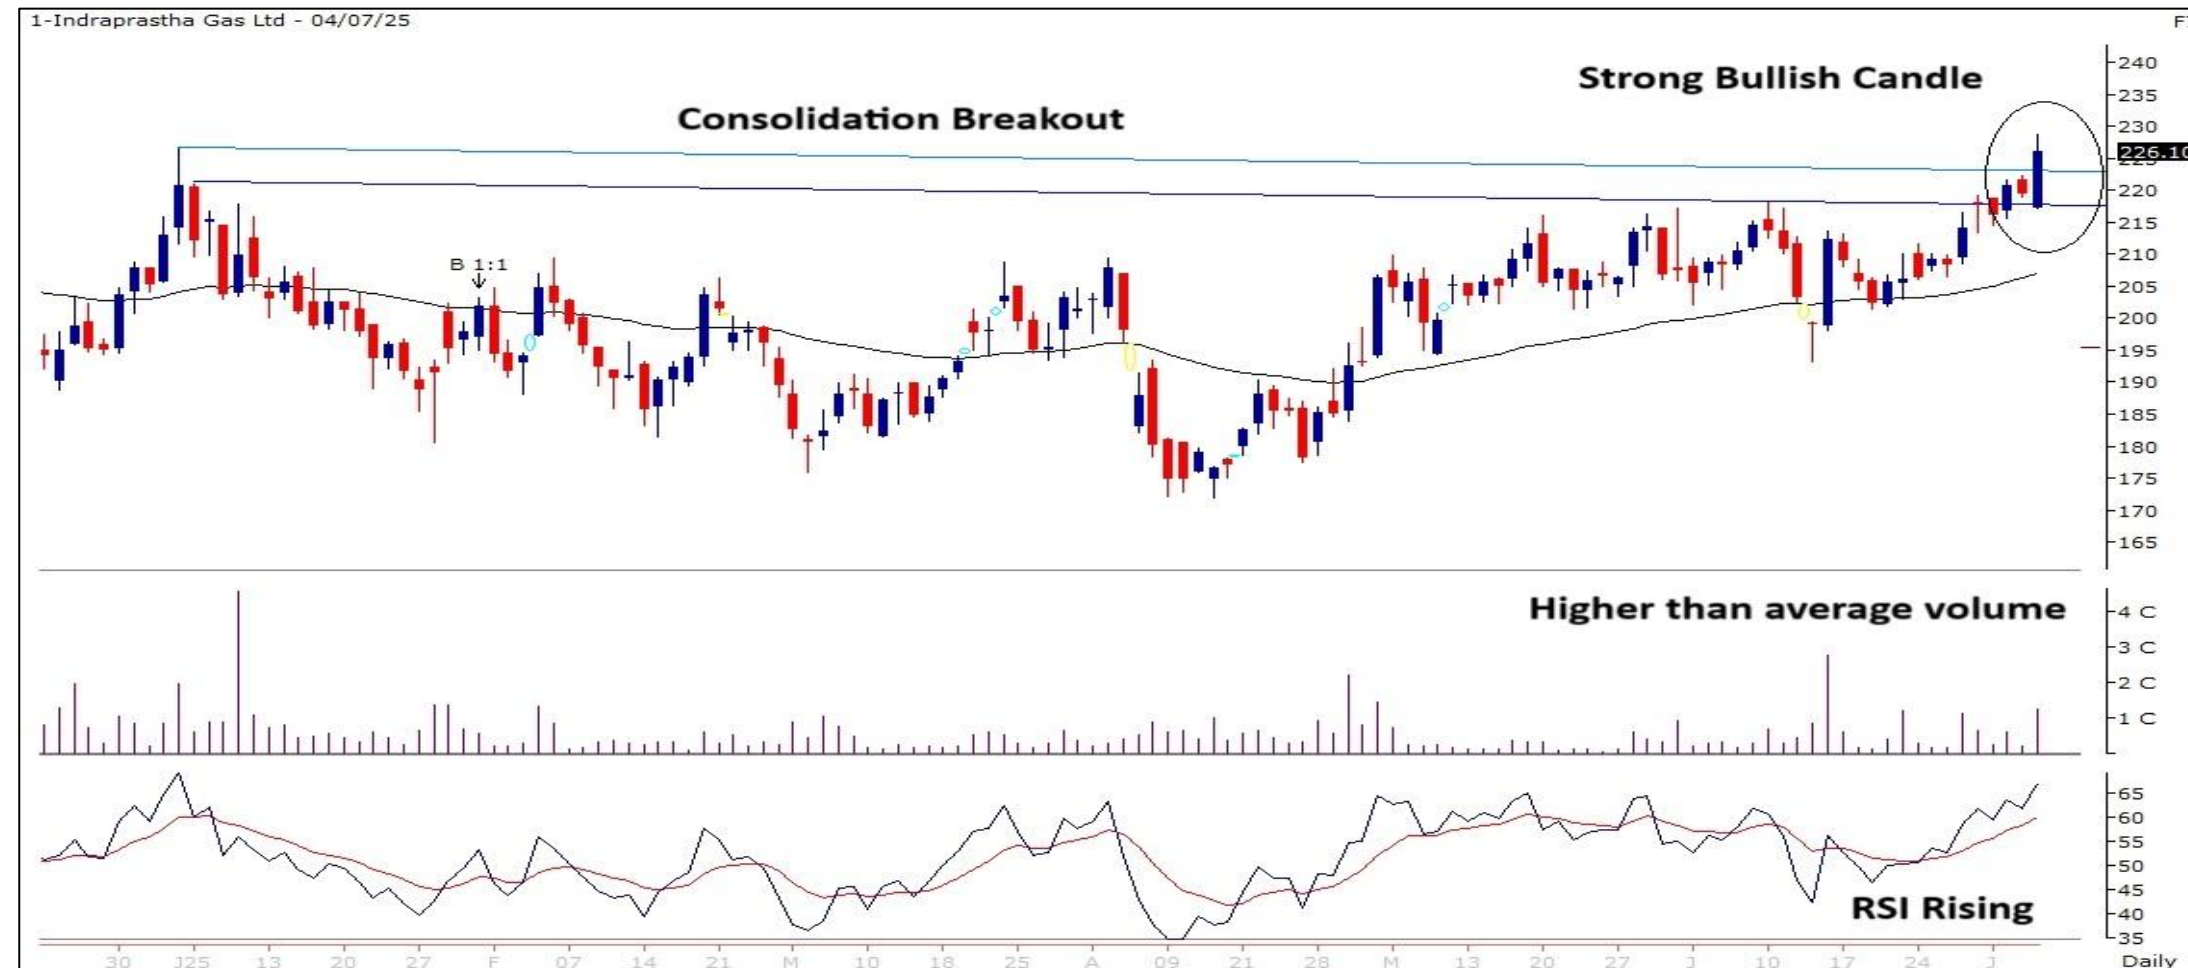 1-Indraprastha Gas Ltd - 04/07/25
Strong Bullish Candle
Consolidation Breakout
B 1:1
240
235
230
226.10
220
215
210
205
200
195
190
185
180
175
170
165
Higher than average volume
4 C
3 C
2 C
1 C
65
60
55
50
45
40
35
RSI Rising
30 J25 13 20 27 F 07 14 21 M 10 18 25 A 09 21 28 M 13 20 27 J 10 17 24 J Daily